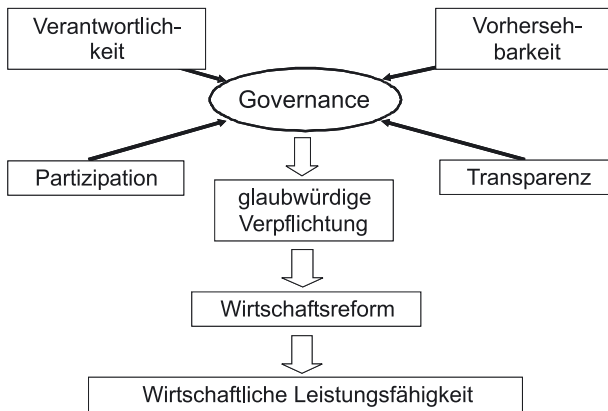 Verantwortlich-
keit
Vorherseh-
barkeit
Governance
Partizipation
Transparenz
glaubwürdige
Verpflichtung
Wirtschaftsreform
Wirtschaftliche Leistungsfähigkeit